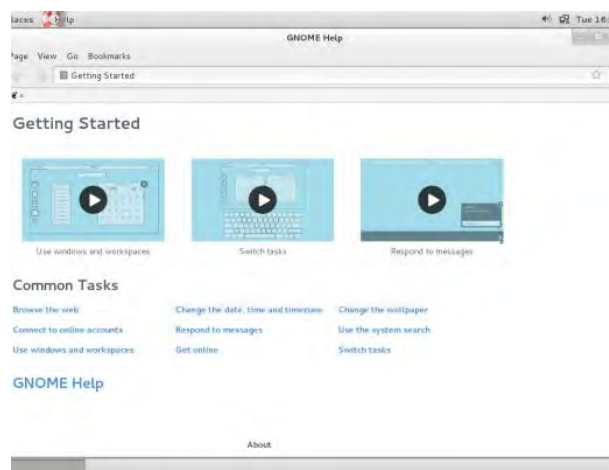 laces Help Tue 16:
GNOME Help
Page View Go Bookmarks
Getting Started
Getting Started
Use windows and workspaces Switch tasks Respond to messages
Common Tasks
Browse the web Change the date, time and timezone Change the wallpaper
Connect to online accounts Respond to messages Use the system search
Use windows and workspaces Get online Switch tasks
GNOME Help
About